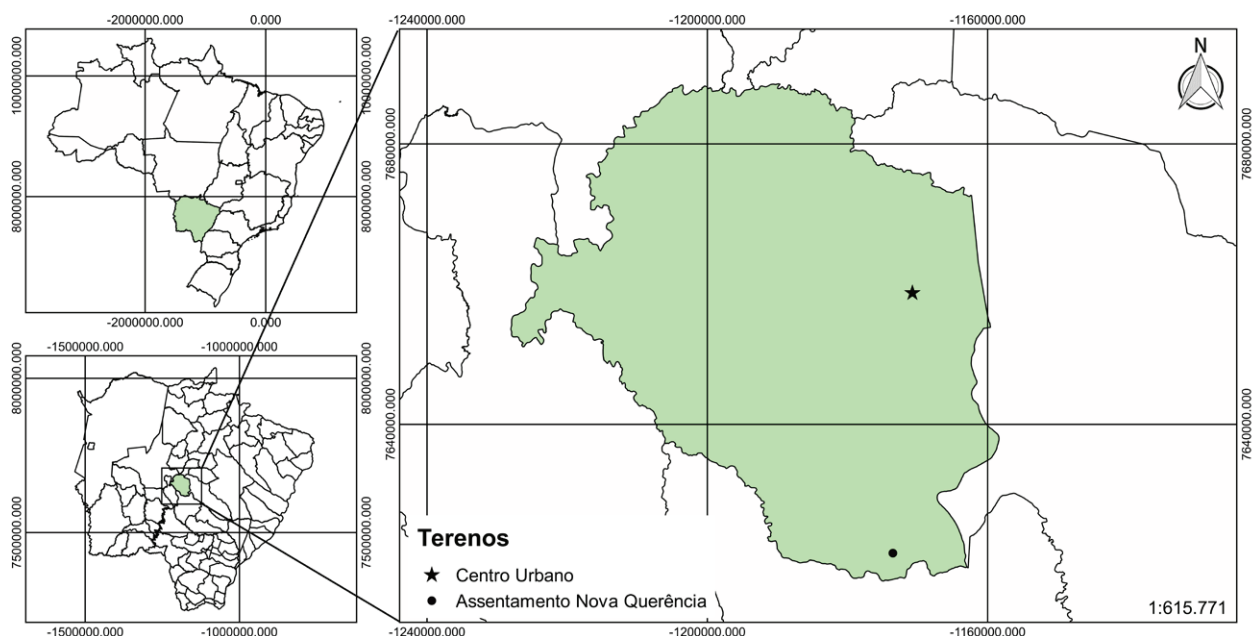 -2000000.000 0.000
10000000.000 10000000.000
8000000.000 8000000.000
-2000000.000 0.000
-1500000.000 -1000000.000
8000000.000 8000000.000
7500000.000 7500000.000
-1500000.000 -1000000.000
-1240000.000 -1200000.000 -1160000.000
N
7680000.000 7680000.000
7640000.000 7640000.000
Terenos
Centro Urbano
Assentamento Nova Querência
1:615.771
-1240000.000 -1200000.000 -1160000.000